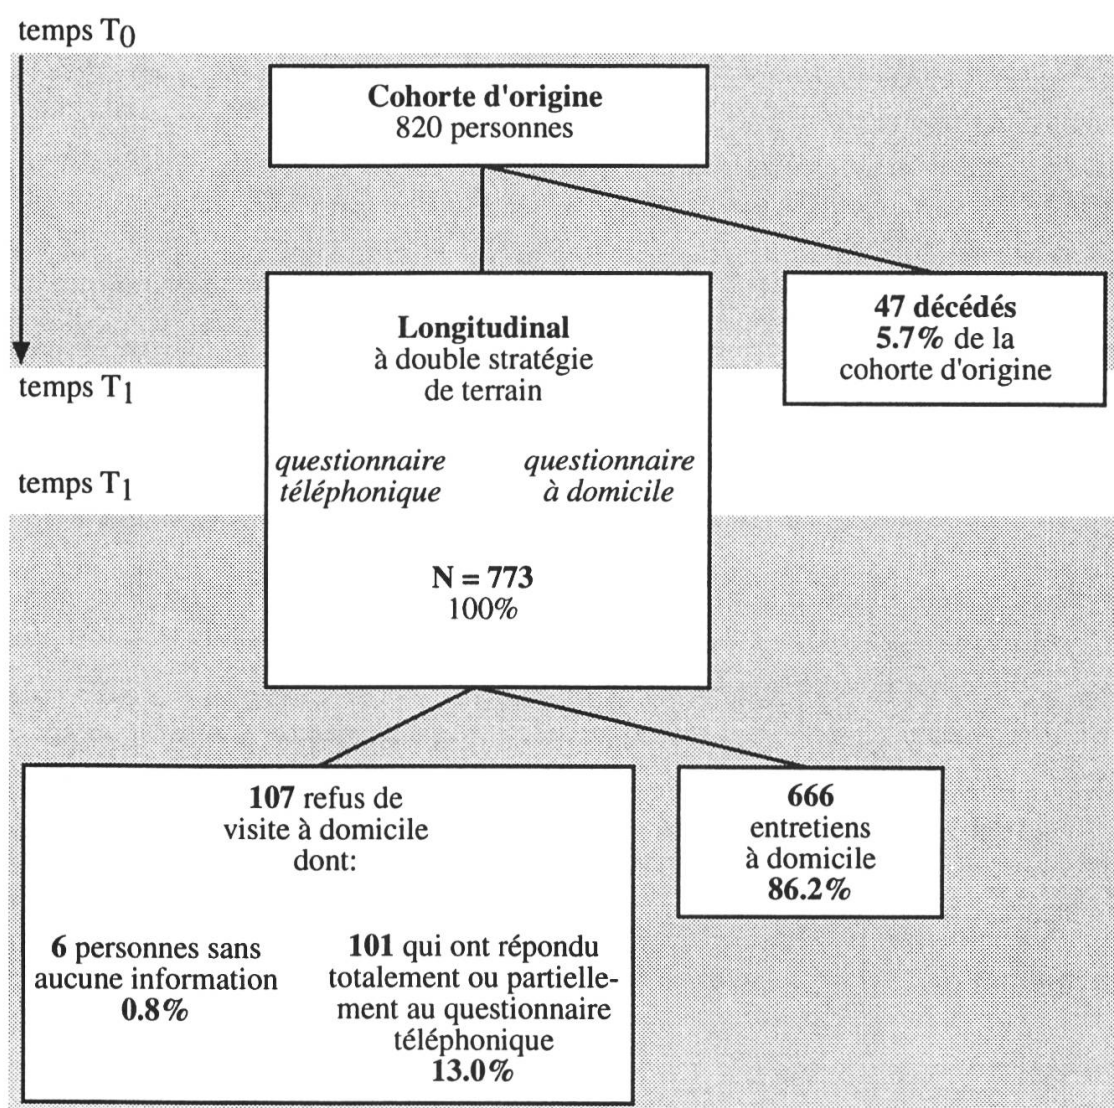 temps T0
Cohorte d'origine
820 personnes
47 décédés
5.7% de la
cohorte d'origine
Longitudinal
à double stratégie
de terrain
temps T1
questionnaire
téléphonique
questionnaire
à domicile
temps T1
N = 773
100%
107 refus de
visite à domicile
dont:
6 personnes sans
aucune information
0.8%
101 qui ont répondu
totalement ou partielle-
ment au questionnaire
téléphonique
13.0%
666
entretiens
à domicile
86.2%